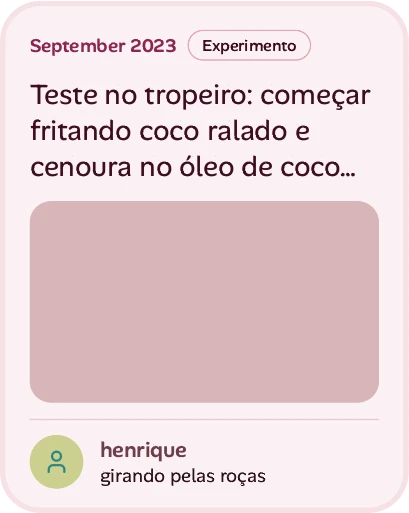 September 2023 Experimento
Teste no tropeiro: começar
fritando coco ralado e
cenoura no óleo de coco...
henrique
girando pelas roças